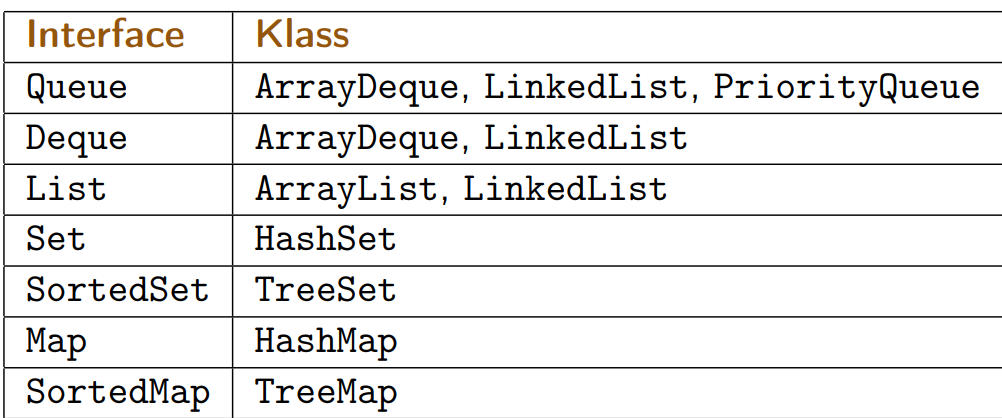 Interface Klass
Queue ArrayDeque, LinkedList, PriorityQueue
Deque ArrayDeque, LinkedList
List ArrayList, LinkedList
Set HashSet
SortedSet TreeSet
Map HashMap
SortedMap TreeMap